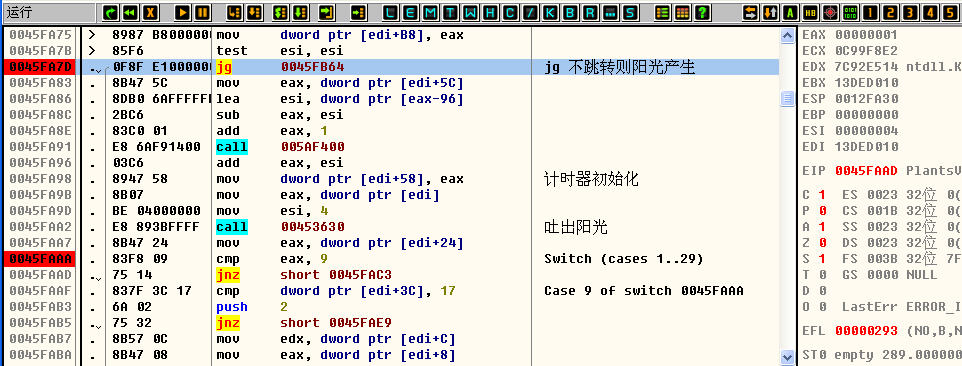 运行 L E M T W H C / K B R ... S ? A H 1 2 3 4 5
0045FA75 > 8987 B8000000 mov dword ptr [edi+B8], eax
0045FA7B > 85F6 test esi, esi
0045FA7D .v 0F8F E1000000 jg 0045FB64 jg 不跳转则阳光产生
0045FA83 . 8B47 5C mov eax, dword ptr [edi+5C]
0045FA86 . 8DB0 6AFFFFFF lea esi, dword ptr [eax-96]
0045FA8C . 2BC6 sub eax, esi
0045FA8E . 83C0 01 add eax, 1
0045FA91 . E8 6AF91400 call 005AF400
0045FA96 . 03C6 add eax, esi
0045FA98 . 8947 58 mov dword ptr [edi+58], eax 计时器初始化
0045FA9B . 8B07 mov eax, dword ptr [edi]
0045FA9D . BE 04000000 mov esi, 4
0045FAA2 . E8 893BFFFF call 00453630 吐出阳光
0045FAA7 . 8B47 24 mov eax, dword ptr [edi+24]
0045FAAA . 83F8 09 cmp eax, 9 Switch (cases 1..29)
0045FAAD .v 75 14 jnz short 0045FAC3
0045FAAF . 837F 3C 17 cmp dword ptr [edi+3C], 17 Case 9 of switch 0045FAAA
0045FAB3 . 6A 02 push 2
0045FAB5 .v 75 32 jnz short 0045FAE9
0045FAB7 . 8B57 0C mov edx, dword ptr [edi+C]
0045FABA . 8B47 08 mov eax, dword ptr [edi+8]
EAX 00000001
ECX 0C99F8E2
EDX 7C92E514 ntdll.K
EBX 13DED010
ESP 0012FA30
EBP 00000000
ESI 00000004
EDI 13DED010
EIP 0045FAAD PlantsV
C 1 ES 0023 32位 0(
P 0 CS 001B 32位 0(
A 1 SS 0023 32位 0(
Z 0 DS 0023 32位 0(
S 1 FS 003B 32位 7F
T 0 GS 0000 NULL
D 0
O 0 LastErr ERROR_I
EFL 00000293 (NO,B,N
ST0 empty 289.000000